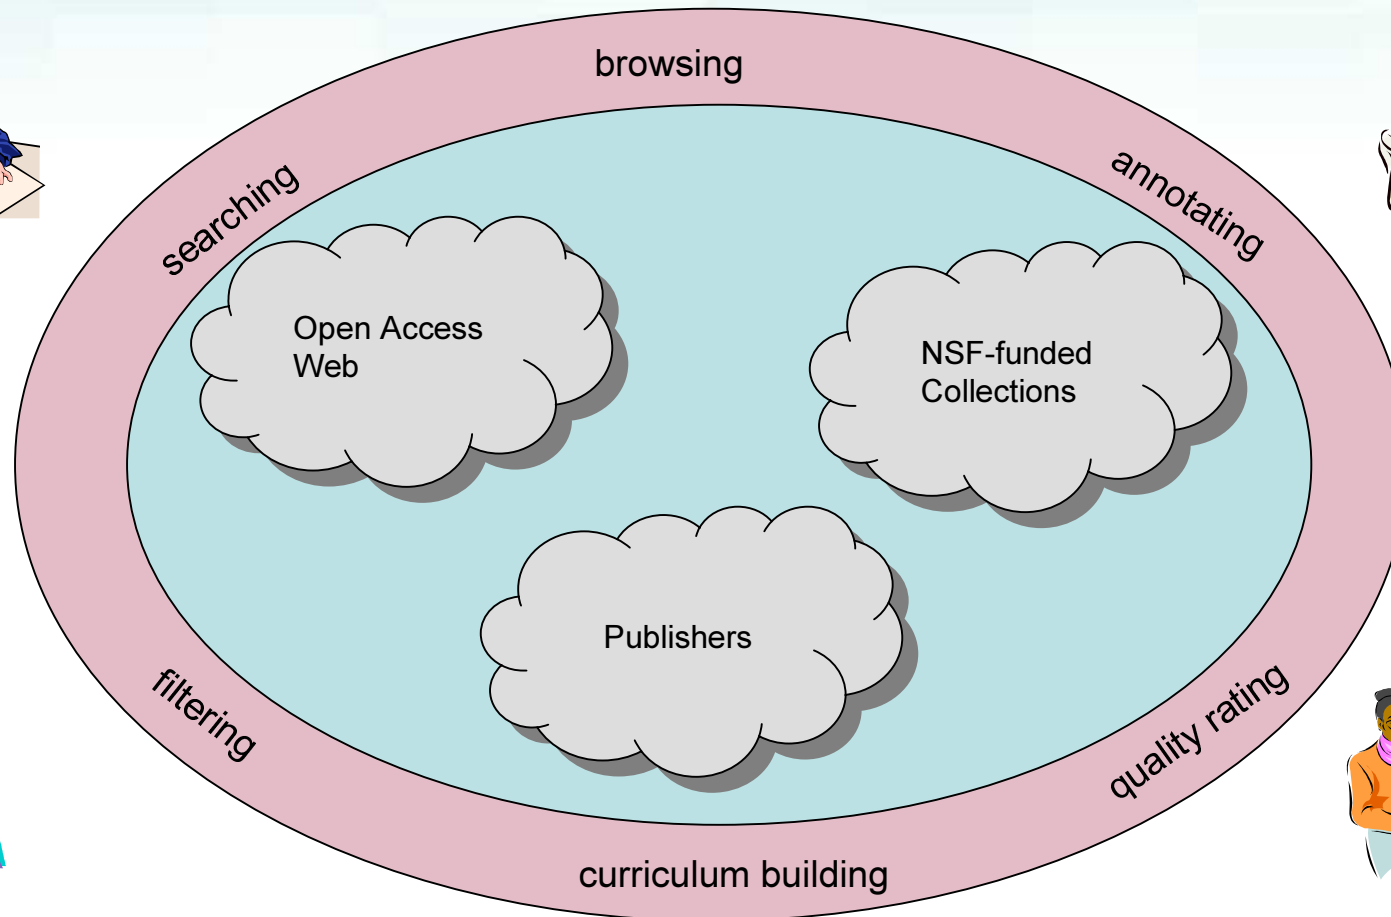 browsing
searching
annotating
Open Access
Web
NSF-funded
Collections
Publishers
filtering
quality rating
curriculum building